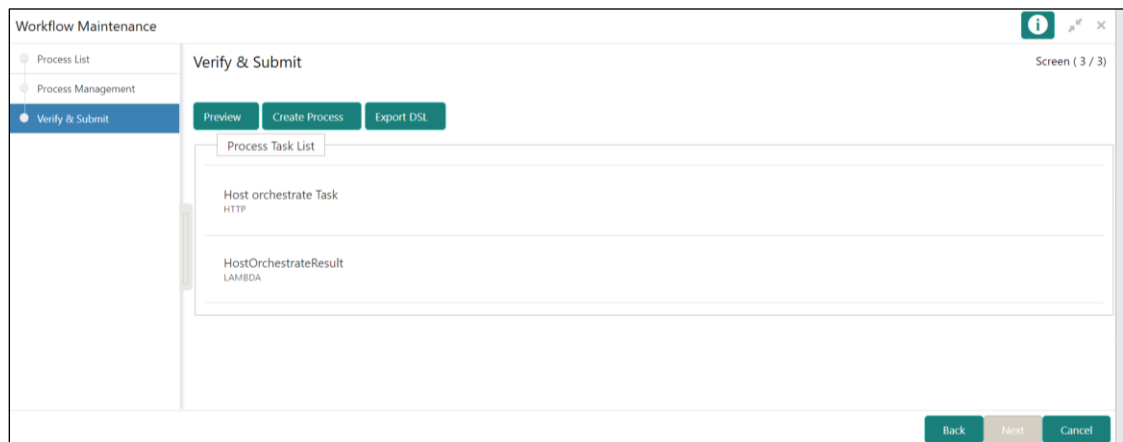 Workflow Maintenance
Process List
Process Management
Verify & Submit
Verify & Submit
Screen ( 3 / 3)
Preview
Create Process
Export DSL
Process Task List
Host orchestrate Task
HTTP
HostOrchestrateResult
LAMBDA
Back
Next
Cancel